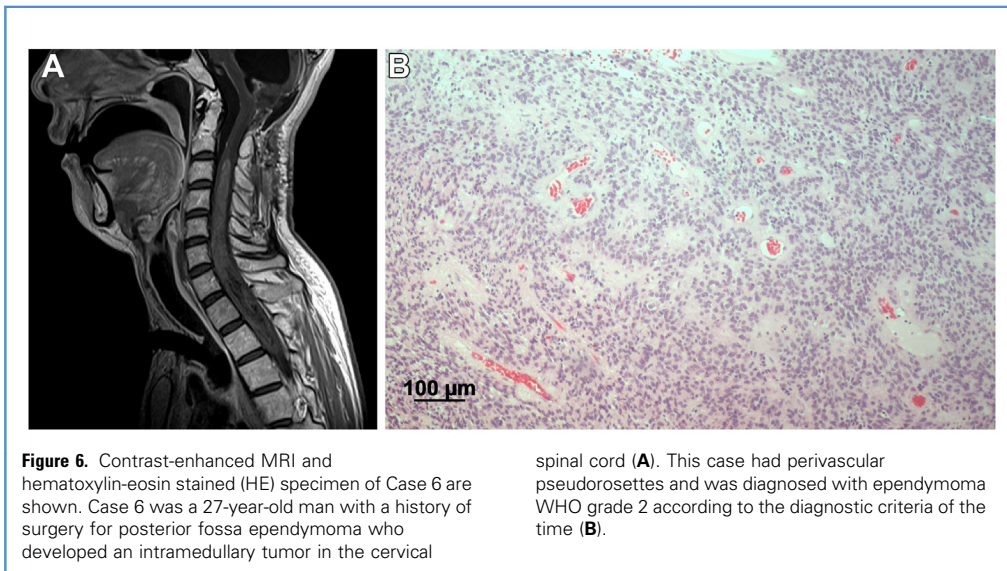 A
B
100 µm
Figure 6. Contrast-enhanced MRI and
hematoxylin-eosin stained (HE) specimen of Case 6 are
shown. Case 6 was a 27-year-old man with a history of
surgery for posterior fossa ependymoma who
developed an intramedullary tumor in the cervical
spinal cord (A). This case had perivascular
pseudorosettes and was diagnosed with ependymoma
WHO grade 2 according to the diagnostic criteria of the
time (B).